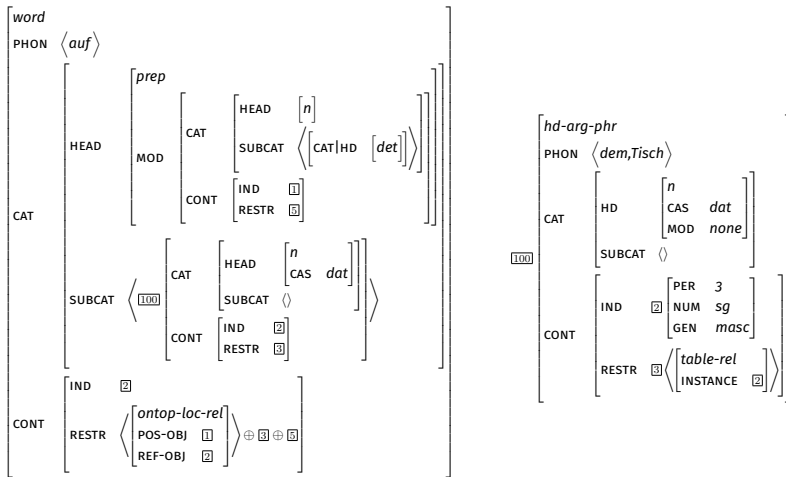 word
PHON ⟨auf⟩
CAT
HEAD
prep
MOD
CAT
HEAD [n]
SUBCAT ⟨[CAT|HD [det]]⟩
CONT
IND 1
RESTR 5
SUBCAT ⟨ 100
CAT
HEAD
n
CAS dat
SUBCAT ⟨⟩
CONT
IND 2
RESTR 3
⟩
CONT
IND 2
RESTR ⟨
ontop-loc-rel
POS-OBJ 1
REF-OBJ 2
⟩ ⊕ 3 ⊕ 5
100
hd-arg-phr
PHON ⟨dem,Tisch⟩
CAT
HD
n
CAS dat
MOD none
SUBCAT ⟨⟩
CONT
IND 2
PER 3
NUM sg
GEN masc
RESTR 3 ⟨
table-rel
INSTANCE 2
⟩